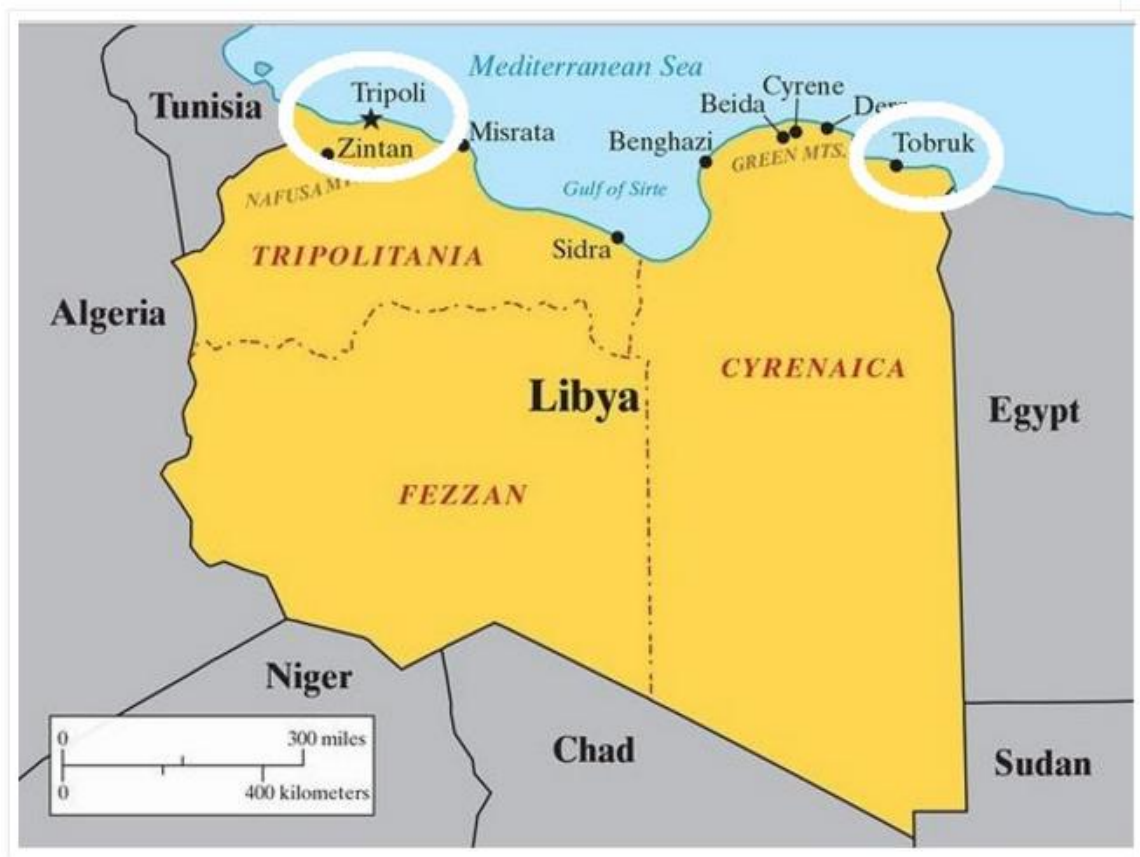 Mediterranean Sea
Tunisia
Tripoli
Zintan
Misrata
Benghazi
Beida
Cyrene
Tobruk
GREEN MTS.
NAFUSA
Gulf of Sirte
Sidra
TRIPOLITANIA
Algeria
CYRENAICA
Libya
Egypt
FEZZAN
Niger
Chad
Sudan
0
300 miles
0
400 kilometers